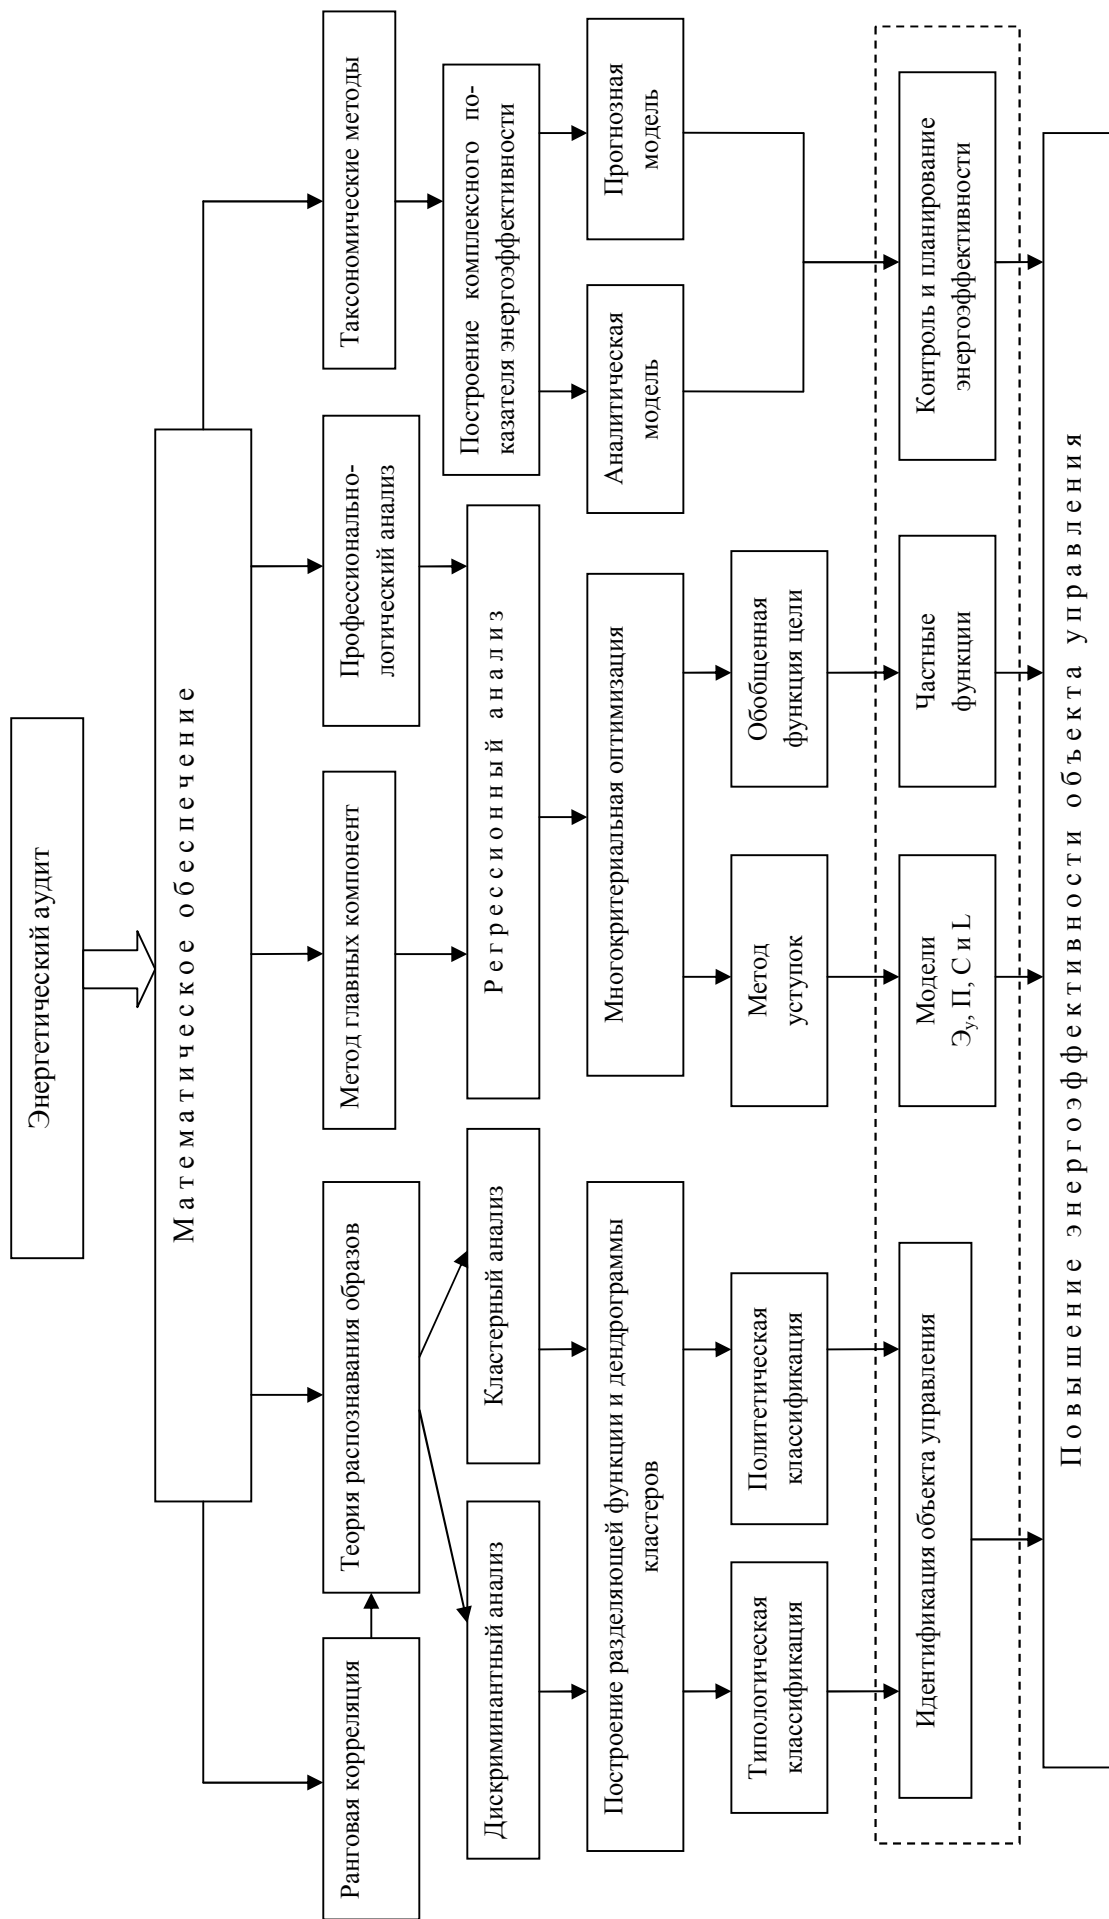 Энергетический аудит
Математическое обеспечение
Ранговая корреляция
Теория распознавания образов
Метод главных компонент
Профессионально-
логический анализ
Таксономические методы
Дискриминантный анализ
Кластерный анализ
Регрессионный анализ
Построение комплексного по-
казателя энергоэффективности
Построение разделяющей функции и дендрограммы
кластеров
Многокритериальная оптимизация
Аналитическая
модель
Прогнозная
модель
Типологическая
классификация
Политетическая
классификация
Метод
уступок
Обобщенная
функция цели
Идентификация объекта управления
Модели
Эу, П, С и L
Частные
функции
Контроль и планирование
энергоэффективности
Повышение энергоэффективности объекта управления